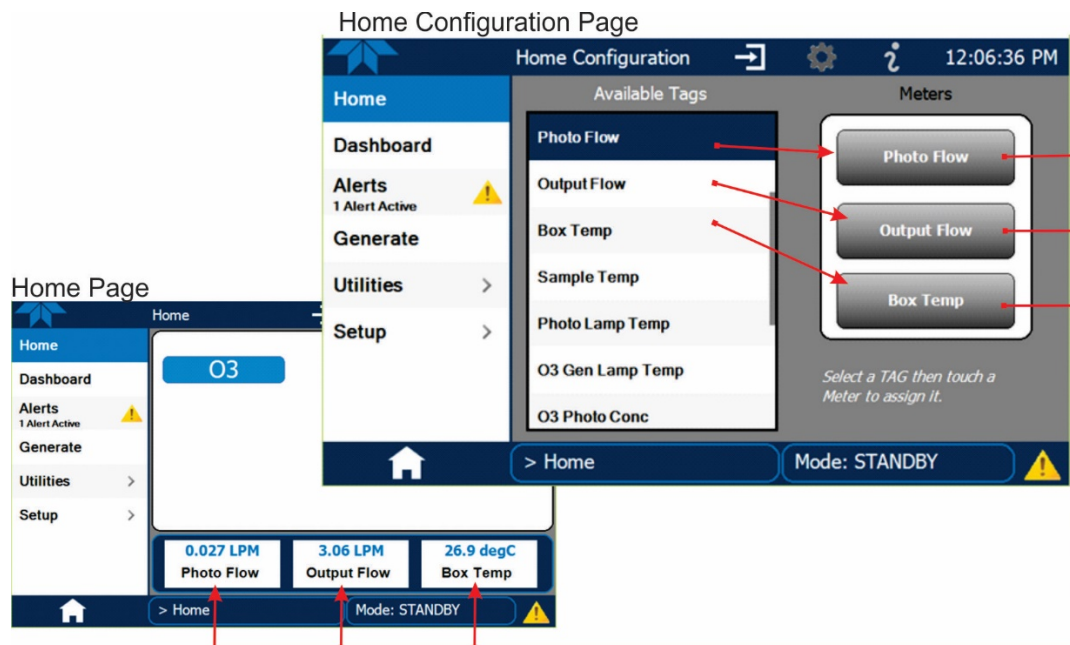 Home Configuration Page
Home Configuration
12:06:36 PM
Home
Dashboard
Alerts
1 Alert Active
Generate
Utilities
Setup
Available Tags
Photo Flow
Output Flow
Box Temp
Sample Temp
Photo Lamp Temp
O3 Gen Lamp Temp
O3 Photo Conc
Meters
Photo Flow
Output Flow
Box Temp
Select a TAG then touch a
Meter to assign it.
> Home
Mode: STANDBY
Home Page
Home
Home
Dashboard
Alerts
1 Alert Active
Generate
Utilities
Setup
O3
0.027 LPM
Photo Flow
3.06 LPM
Output Flow
26.9 degC
Box Temp
> Home
Mode: STANDBY